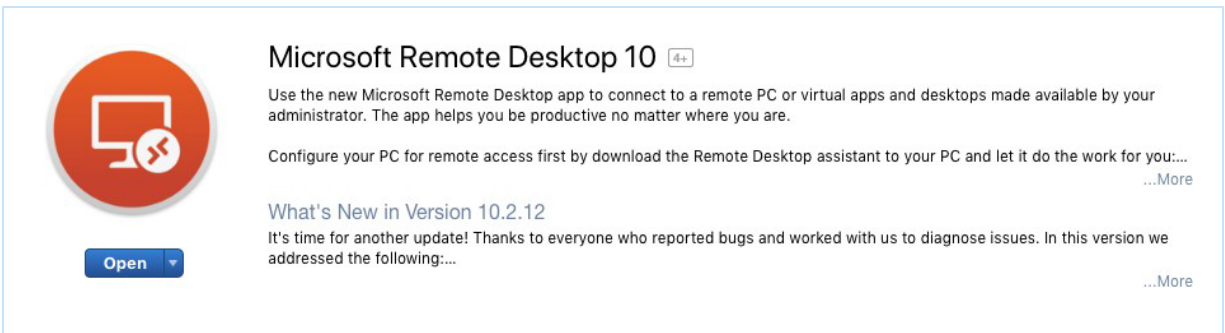 Microsoft Remote Desktop 10 4+
Use the new Microsoft Remote Desktop app to connect to a remote PC or virtual apps and desktops made available by your
administrator. The app helps you be productive no matter where you are.
Configure your PC for remote access first by download the Remote Desktop assistant to your PC and let it do the work for you:...
...More
What's New in Version 10.2.12
It's time for another update! Thanks to everyone who reported bugs and worked with us to diagnose issues. In this version we
addressed the following:...
...More
Open